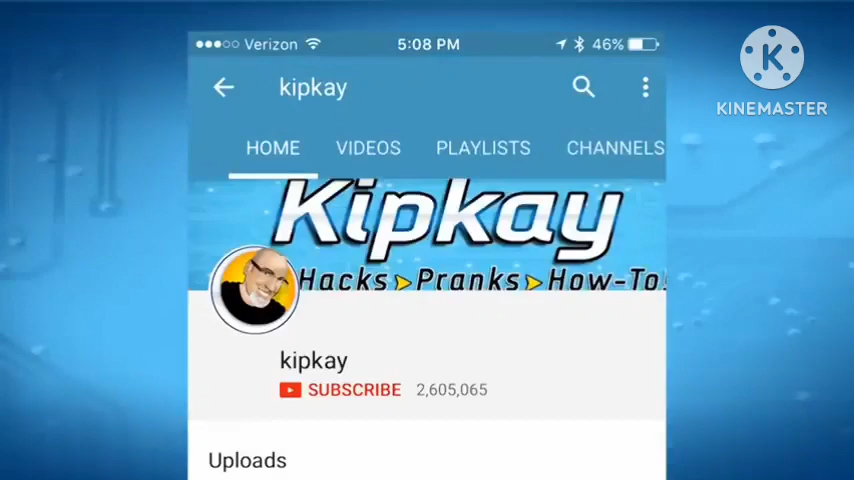 Verizon 5:08 PM 46%
kipkay
KINEMASTER
HOME VIDEOS PLAYLISTS CHANNELS
Kipkay
Hacks Pranks How-To!
kipkay
SUBSCRIBE 2,605,065
Uploads